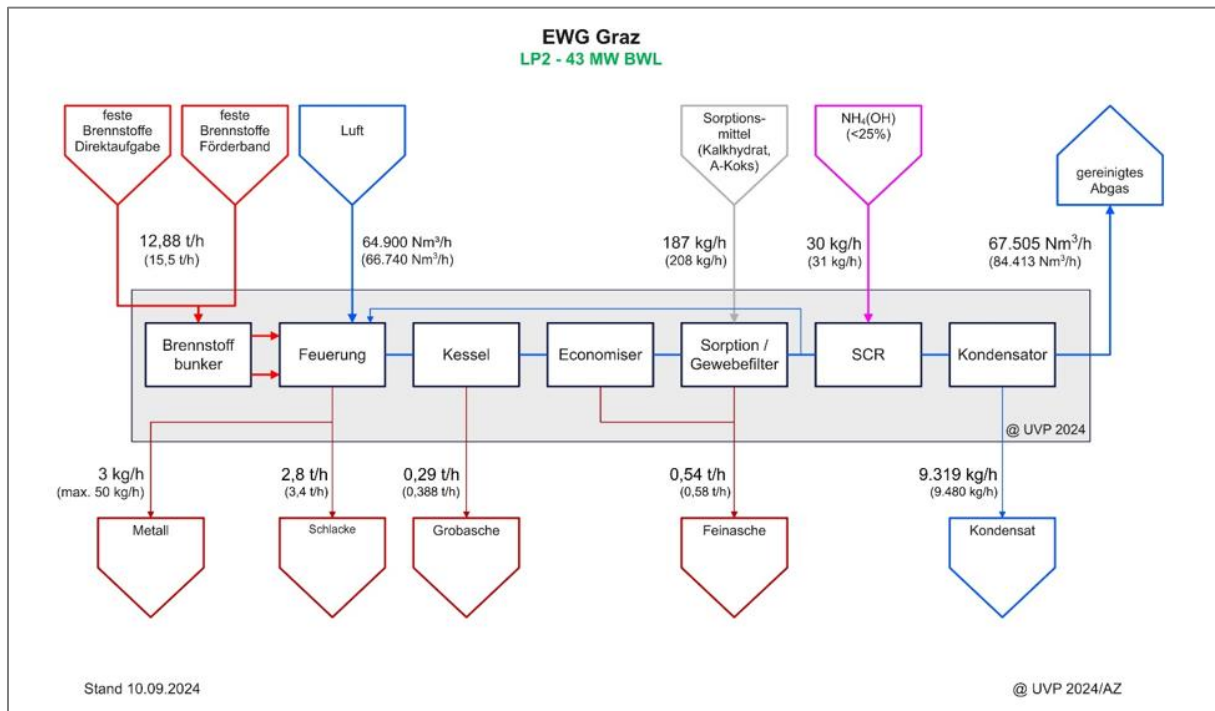 EWG Graz
LP2 - 43 MW BWL
feste
Brennstoffe
Direktaufgabe
feste
Brennstoffe
Förderband
Luft
Sorptions-
mittel
(Kalkhydrat,
A-Koks)
NH₄(OH)
(<25%)
gereinigtes
Abgas
12,88 t/h
(15,5 t/h)
64.900 Nm³/h
(66.740 Nm³/h)
187 kg/h
(208 kg/h)
30 kg/h
(31 kg/h)
67.505 Nm³/h
(84.413 Nm³/h)
Brennstoff
bunker
Feuerung
Kessel
Economiser
Sorption /
Gewebefilter
SCR
Kondensator
@ UVP 2024
3 kg/h
(max. 50 kg/h)
2,8 t/h
(3,4 t/h)
0,29 t/h
(0,388 t/h)
0,54 t/h
(0,58 t/h)
9.319 kg/h
(9.480 kg/h)
Metall
Schlacke
Grobasche
Feinasche
Kondensat
Stand 10.09.2024
@ UVP 2024/AZ